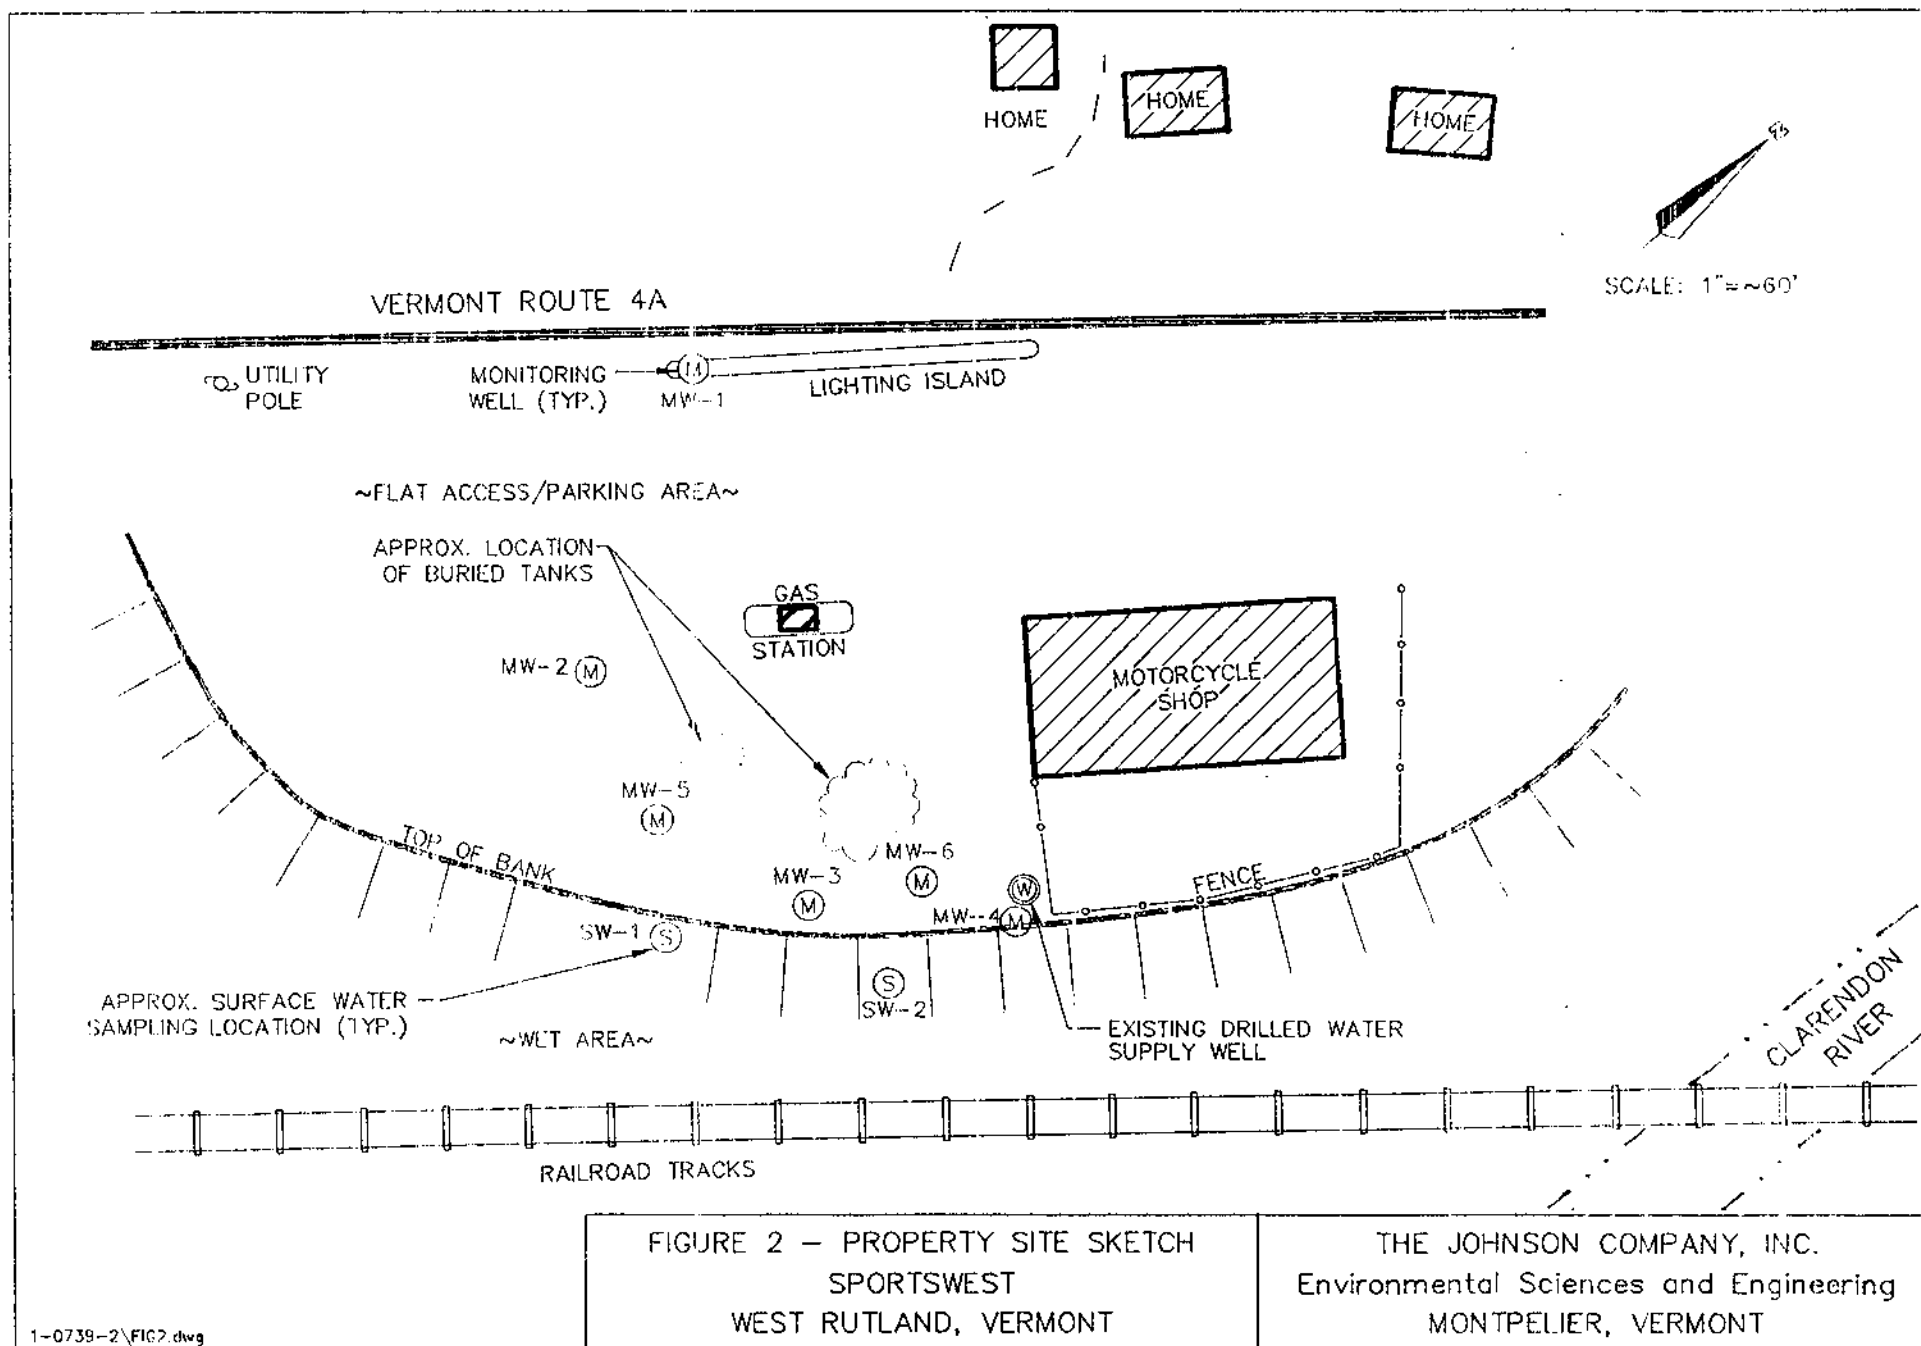 HOME
HOME
HOME
SCALE: 1"=~60'
VERMONT ROUTE 4A
UTILITY
POLE
MONITORING
WELL (TYP.)
M
MW-1
LIGHTING ISLAND
~FLAT ACCESS/PARKING AREA~
APPROX. LOCATION
OF BURIED TANKS
GAS
STATION
MW-2 M
MOTORCYCLE
SHOP
MW-5
M
TOP OF BANK
MW-6
M
MW-3
M
W
MW-4 M
FENCE
SW-1 S
S
SW-2
APPROX. SURFACE WATER
SAMPLING LOCATION (TYP.)
~WET AREA~
EXISTING DRILLED WATER
SUPPLY WELL
CLARENDON
RIVER
RAILROAD TRACKS
FIGURE 2 – PROPERTY SITE SKETCH
SPORTSWEST
WEST RUTLAND, VERMONT
THE JOHNSON COMPANY, INC.
Environmental Sciences and Engineering
MONTPELIER, VERMONT
1-0739-2\FIG2.dwg